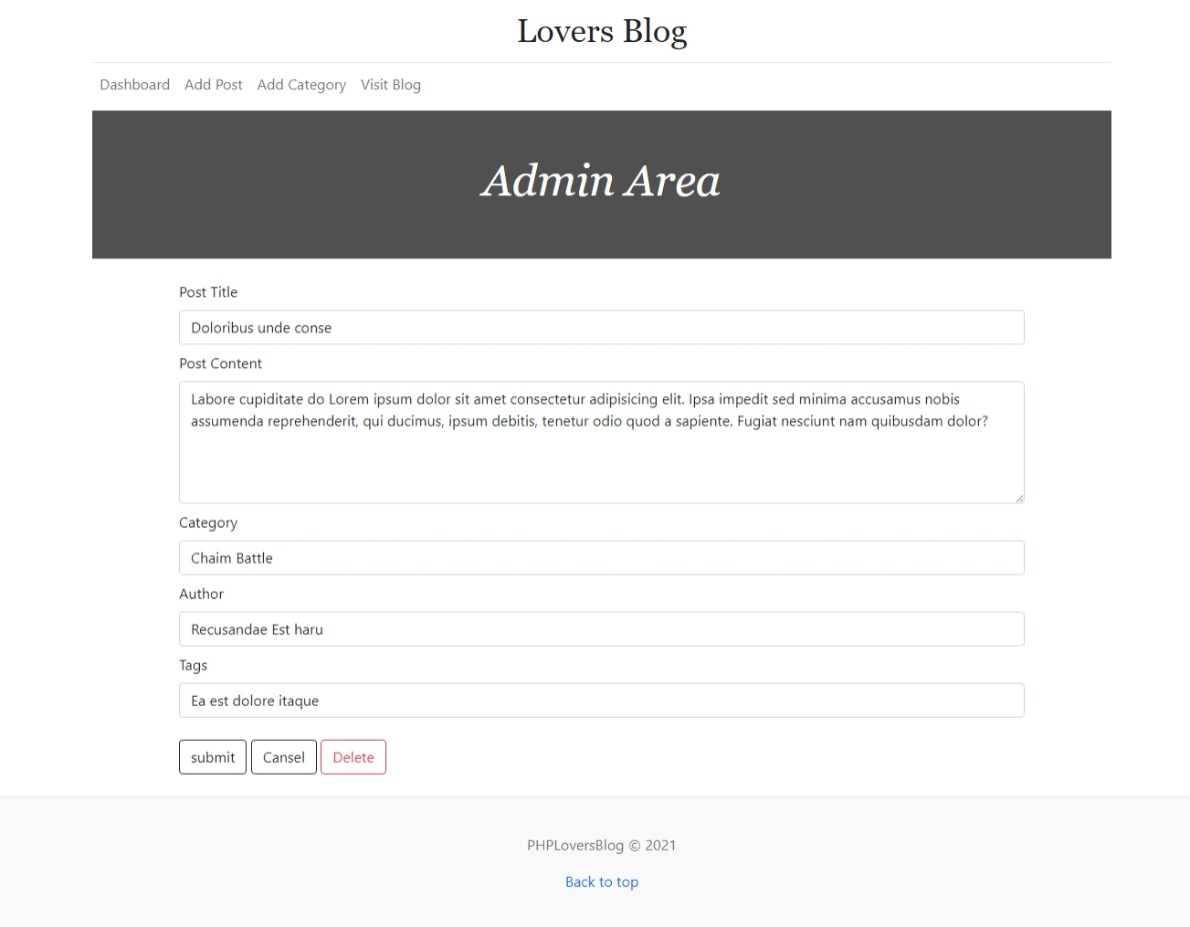 Lovers Blog
Dashboard Add Post Add Category Visit Blog
Admin Area
Post Title
Doloribus unde conse
Post Content
Labore cupiditate do Lorem ipsum dolor sit amet consectetur adipisicing elit. Ipsa impedit sed minima accusamus nobis
assumenda reprehenderit, qui ducimus, ipsum debitis, tenetur odio quod a sapiente. Fugiat nesciunt nam quibusdam dolor?
Category
Chaim Battle
Author
Recusandae Est haru
Tags
Ea est dolore itaque
submit Cansel Delete
PHPLoversBlog © 2021
Back to top